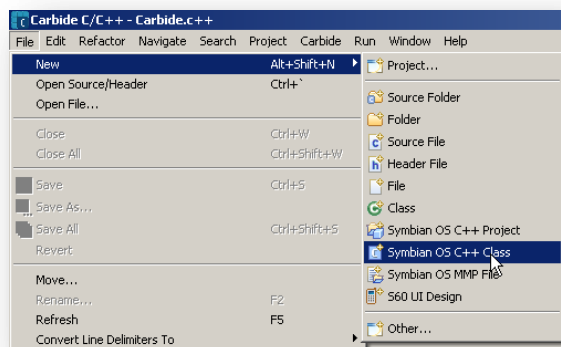 Carbide C/C++ - Carbide.c++
File Edit Refactor Navigate Search Project Carbide Run Window Help
New Alt+Shift+N
Open Source/Header Ctrl+`
Open File...
Close Ctrl+W
Close All Ctrl+Shift+W
Save Ctrl+S
Save As...
Save All Ctrl+Shift+S
Revert
Move...
Rename... F2
Refresh F5
Convert Line Delimiters To
Project...
Source Folder
Folder
Source File
Header File
File
Class
Symbian OS C++ Project
Symbian OS C++ Class
Symbian OS MMP File
S60 UI Design
Other...